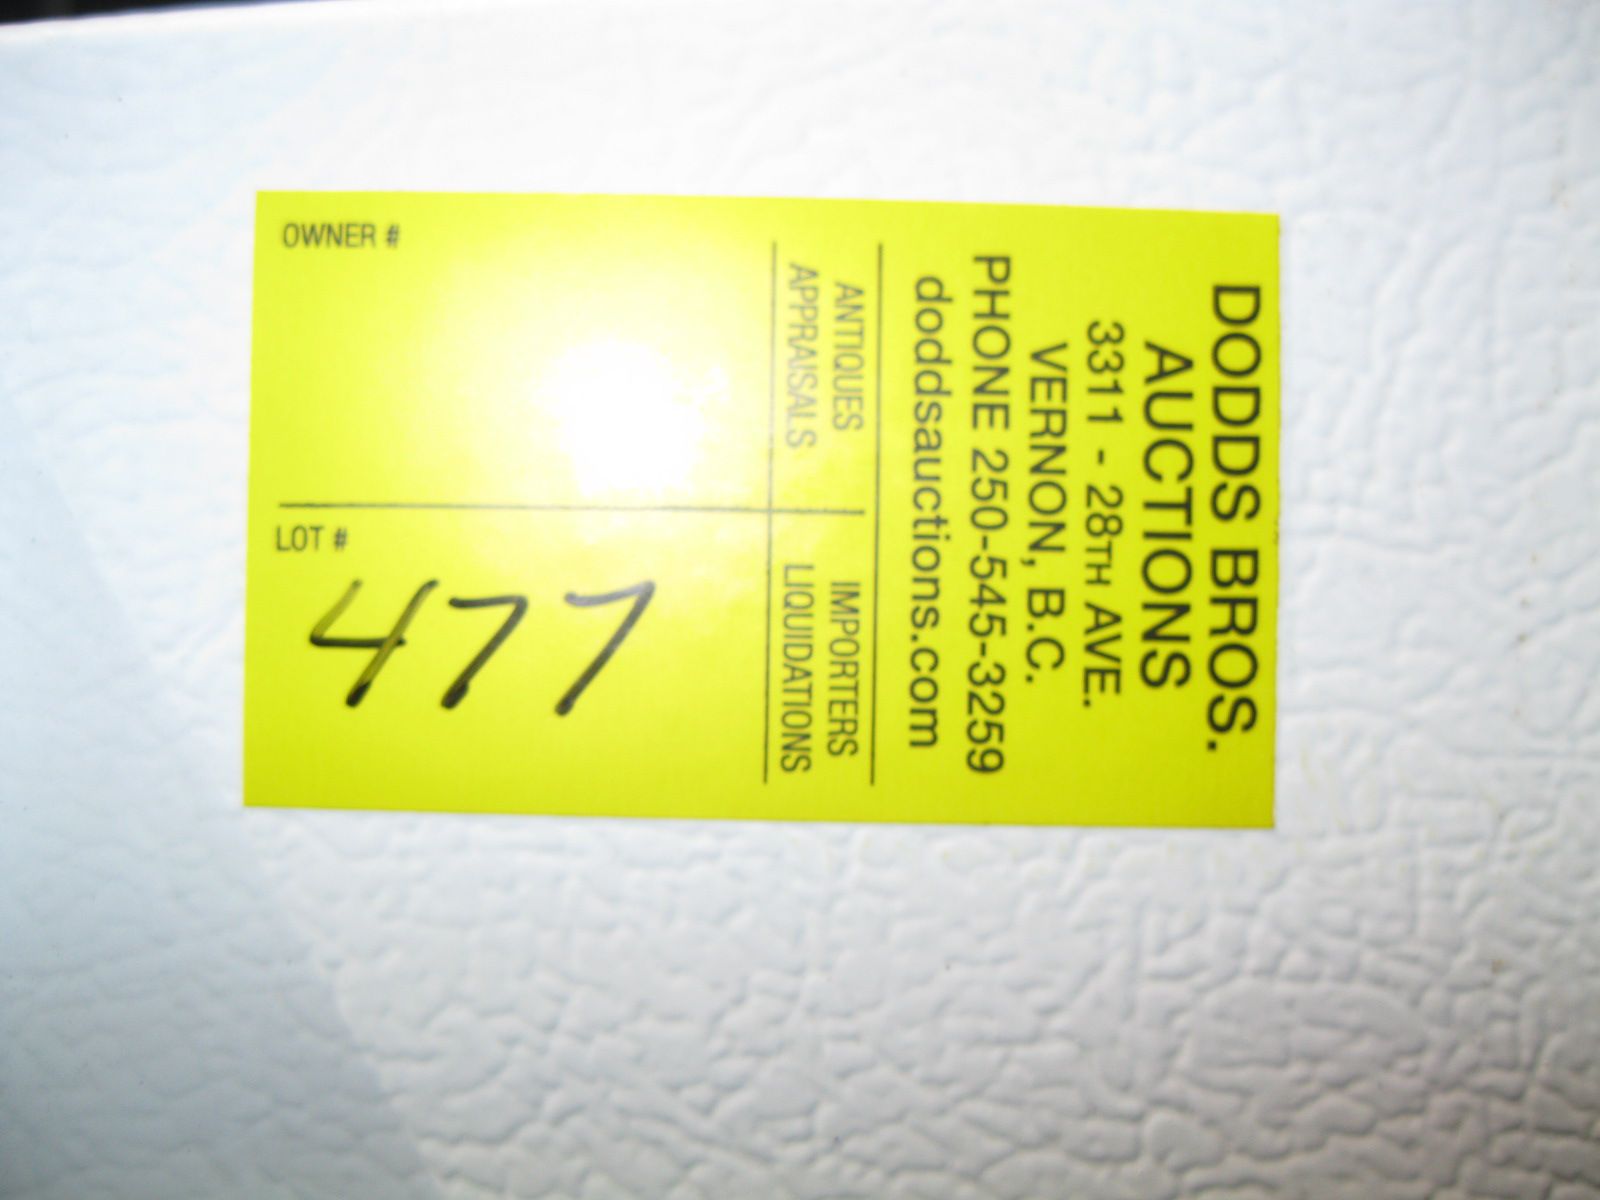 DODDS BROS.
AUCTIONS
3311 - 28TH AVE.
VERNON, B.C.
PHONE 250-545-3259
doddsauctions.com
ANTIQUES
APPRAISALS
IMPORTERS
LIQUIDATIONS
OWNER #
LOT #
477